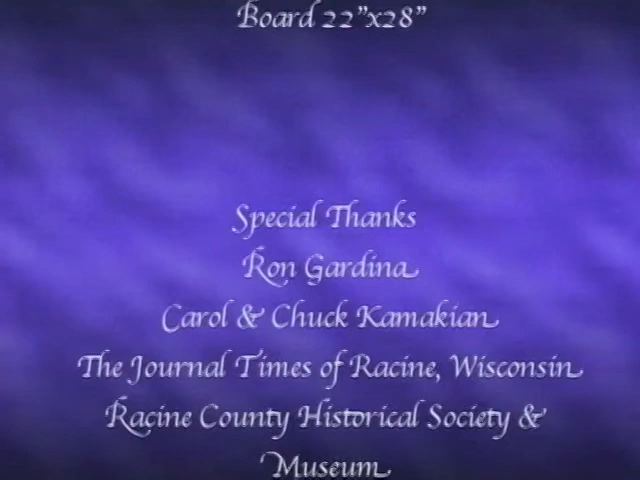 Board 22"x28"
Special Thanks
Ron Gardina
Carol & Chuck Kamakian
The Journal Times of Racine, Wisconsin
Racine County Historical Society &
Museum